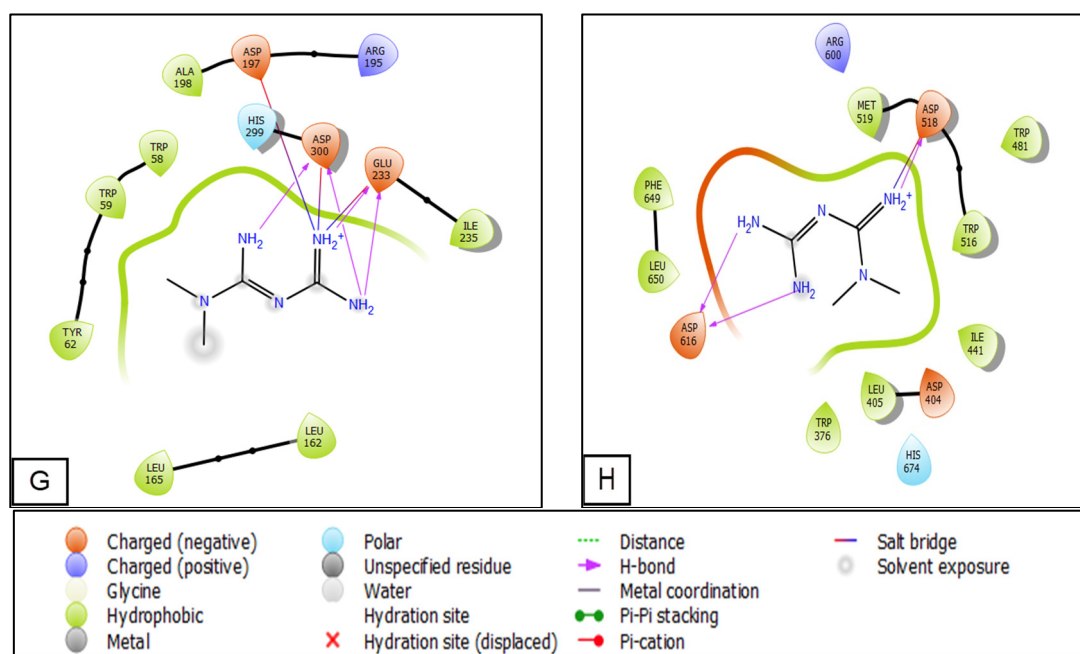 ASP
197
ARG
195
ALA
198
HIS
299
ASP
300
GLU
233
TRP
58
TRP
59
ILE
235
NH2
NH2+
N
N
NH2
TYR
62
LEU
162
LEU
165
G
ARG
600
MET
519
ASP
518
TRP
481
PHE
649
NH2+
H2N
N
TRP
516
LEU
650
NH2
N
ASP
616
ILE
441
LEU
405
ASP
404
TRP
376
HIS
674
H
Charged (negative)
Charged (positive)
Glycine
Hydrophobic
Metal
Polar
Unspecified residue
Water
Hydration site
Hydration site (displaced)
Distance
H-bond
Metal coordination
Pi-Pi stacking
Pi-cation
Salt bridge
Solvent exposure